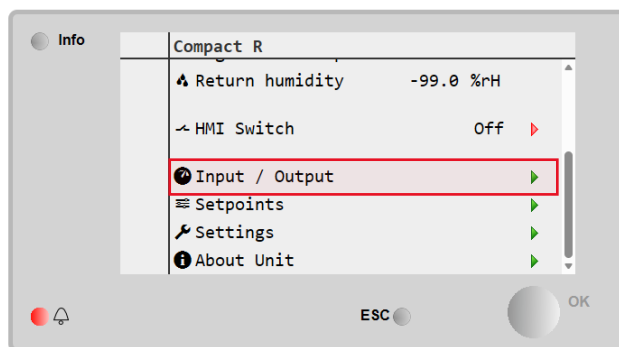 Info
Compact R
Return humidity -99.0 %rH
HMI Switch Off
Input / Output
Setpoints
Settings
About Unit
ESC
OK